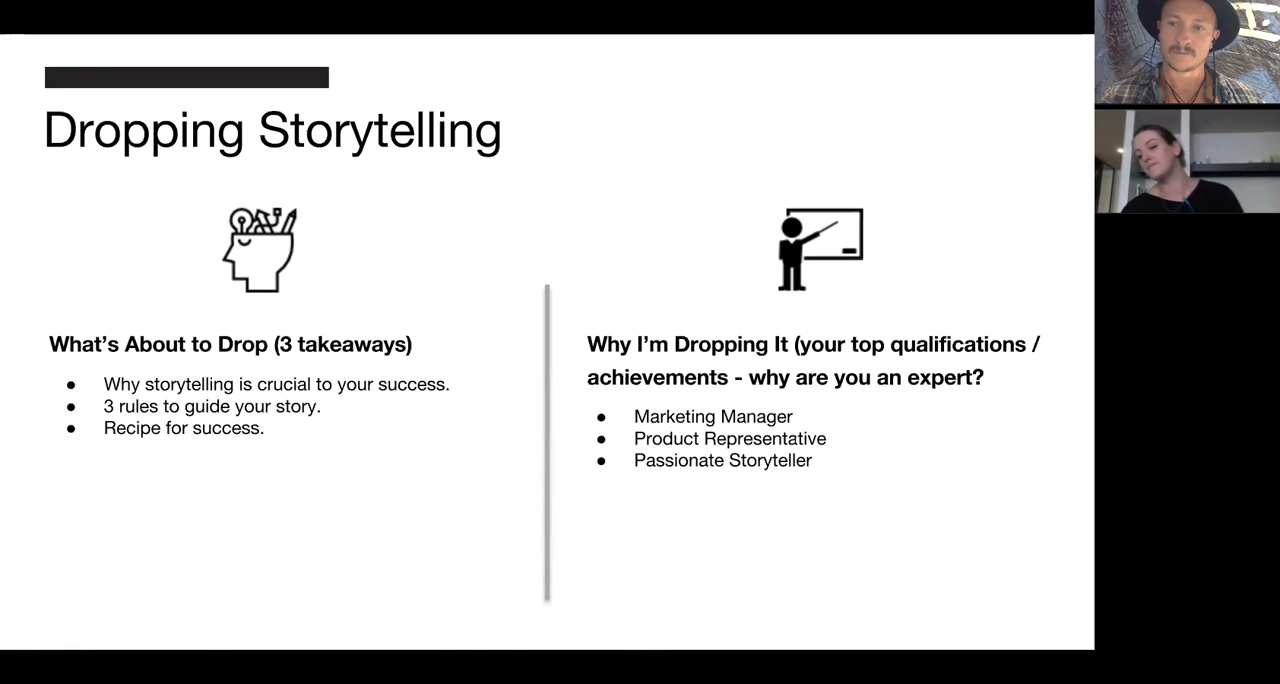 Dropping Storytelling
What's About to Drop (3 takeaways)
● Why storytelling is crucial to your success.
● 3 rules to guide your story.
● Recipe for success.
Why I'm Dropping It (your top qualifications /
achievements - why are you an expert?
● Marketing Manager
● Product Representative
● Passionate Storyteller